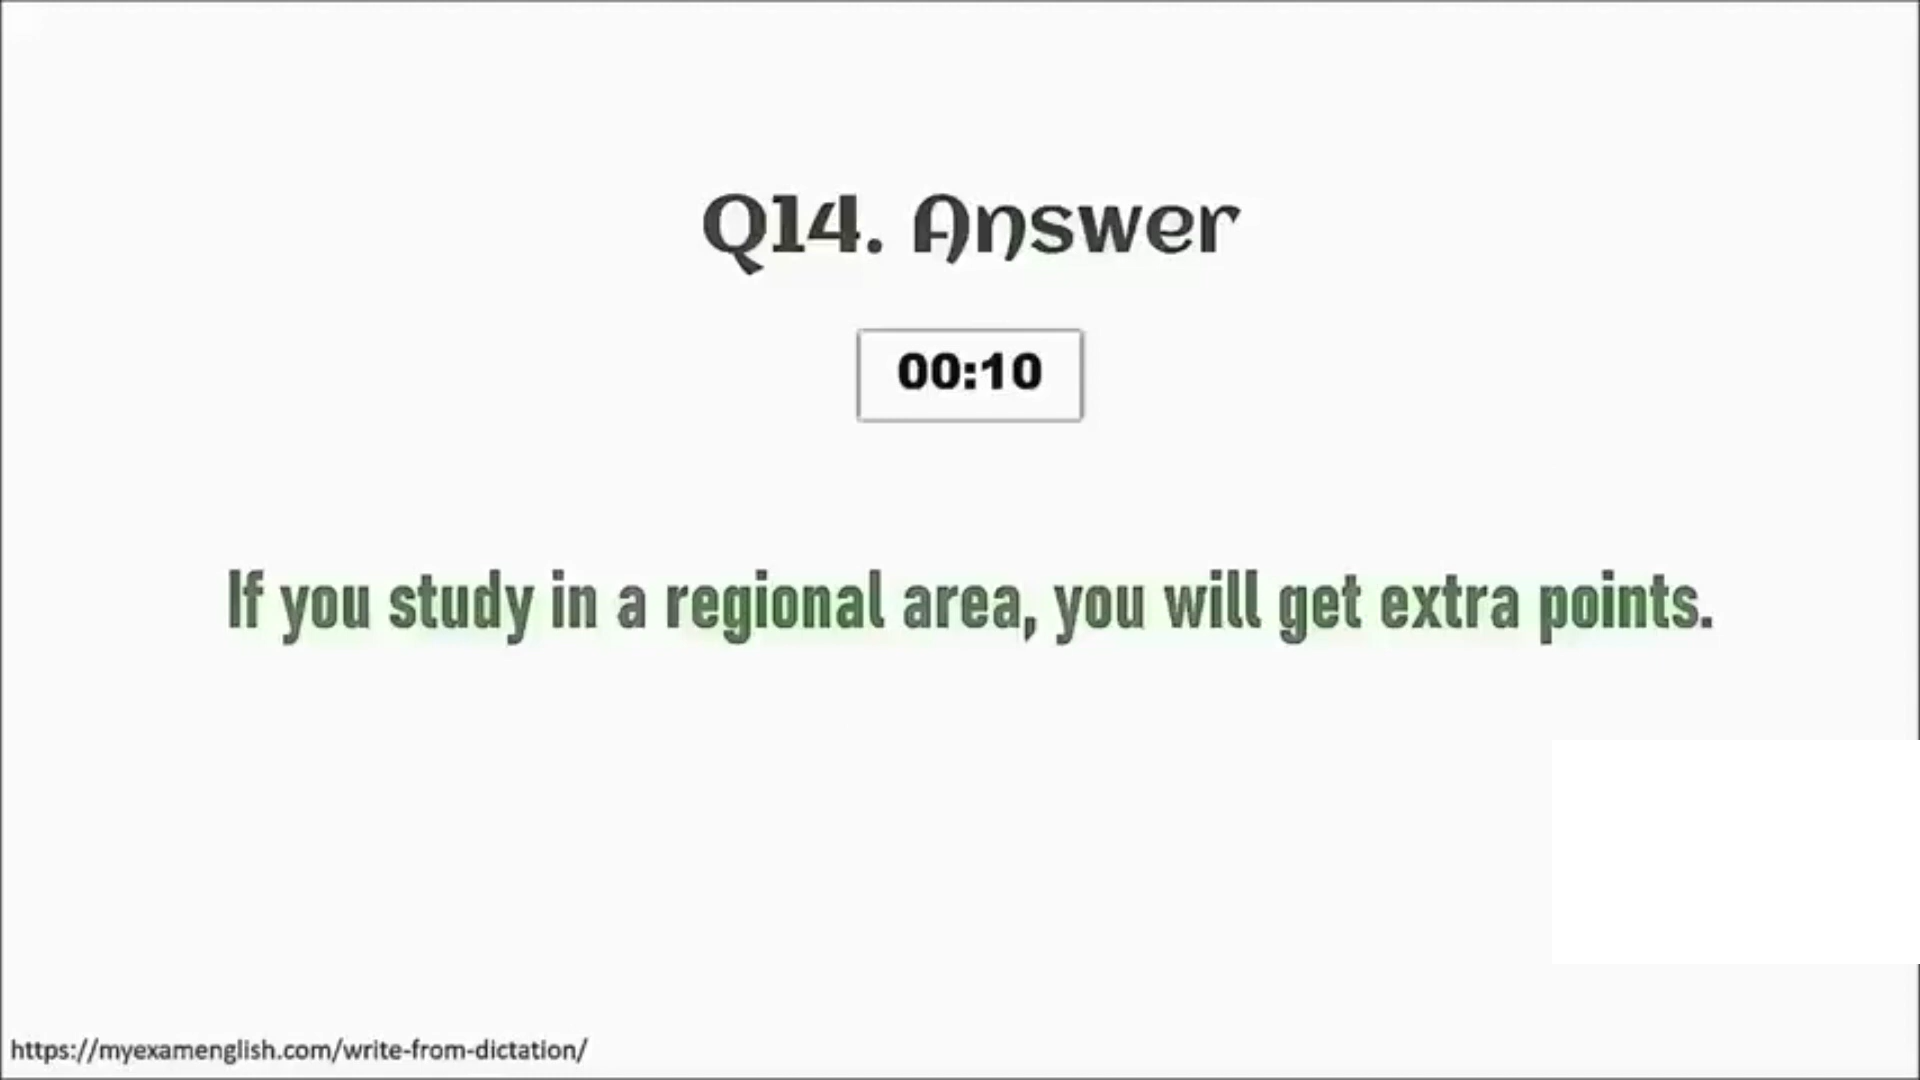 Q14. Answer
00:10
If you study in a regional area, you will get extra points.
https://myexamenglish.com/write-from-dictation/